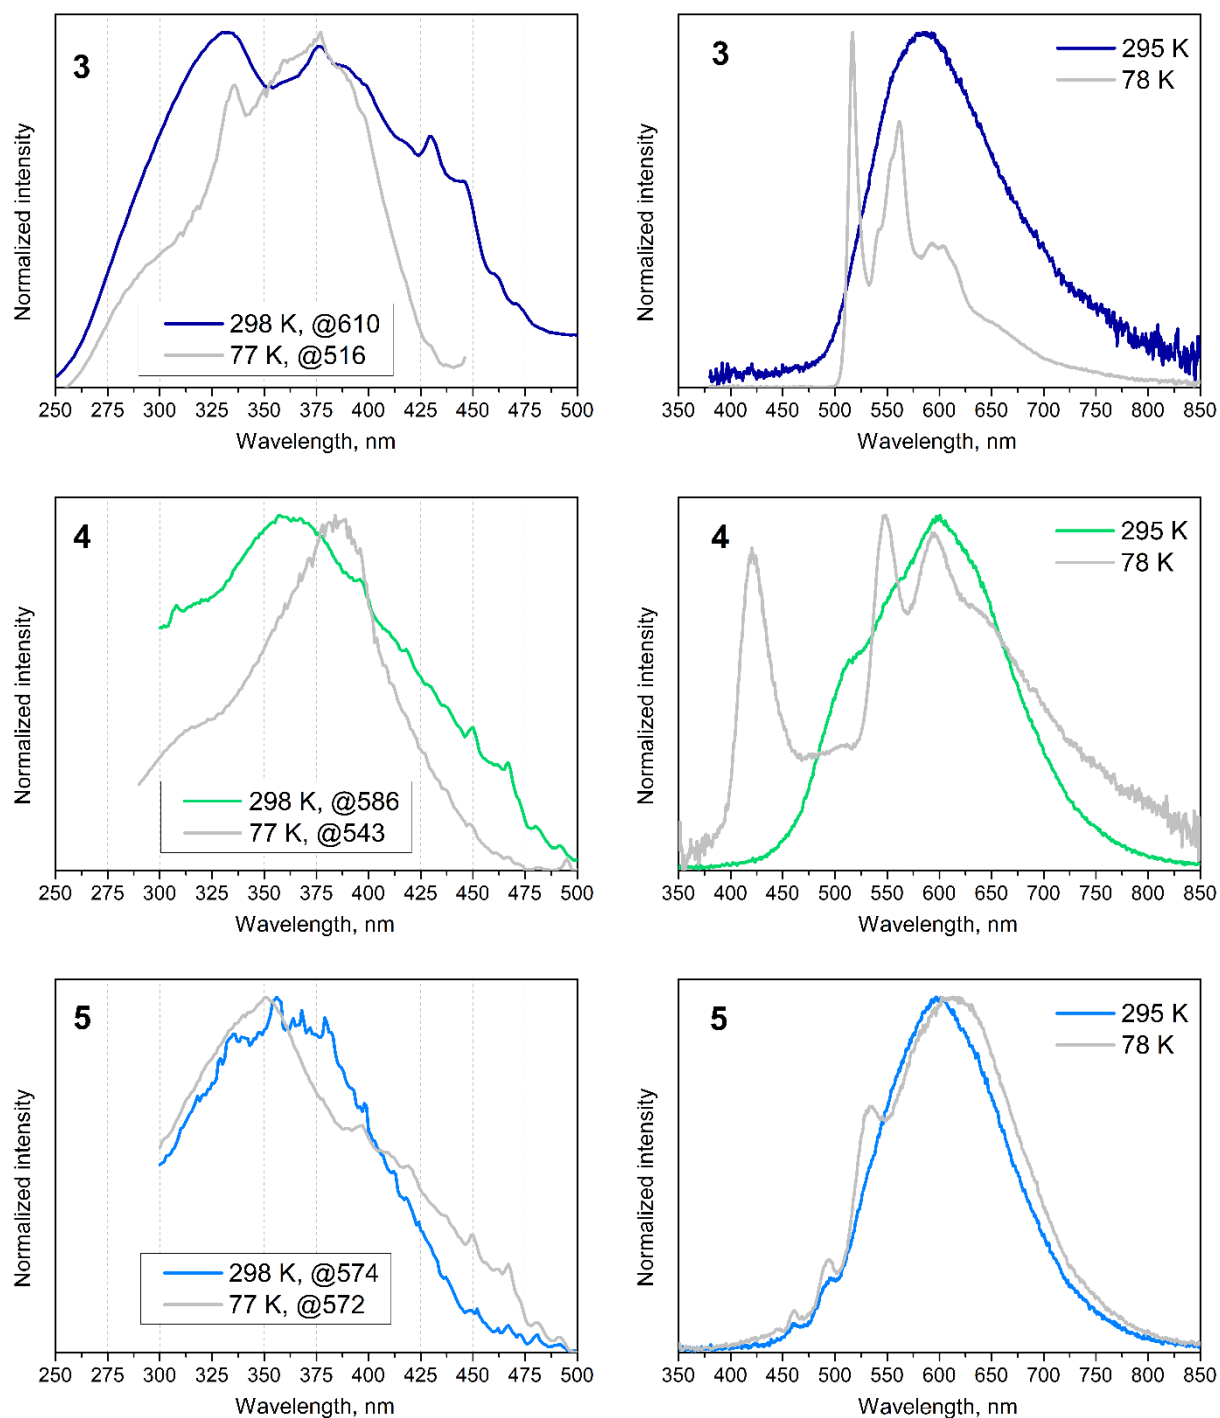 3
Normalized intensity
298 K, @610
77 K, @516
250 275 300 325 350 375 400 425 450 475 500
Wavelength, nm
3
295 K
78 K
Normalized intensity
350 400 450 500 550 600 650 700 750 800 850
Wavelength, nm
4
Normalized intensity
298 K, @586
77 K, @543
250 275 300 325 350 375 400 425 450 475 500
Wavelength, nm
4
295 K
78 K
Normalized intensity
350 400 450 500 550 600 650 700 750 800 850
Wavelength, nm
5
Normalized intensity
298 K, @574
77 K, @572
250 275 300 325 350 375 400 425 450 475 500
Wavelength, nm
5
295 K
78 K
Normalized intensity
350 400 450 500 550 600 650 700 750 800 850
Wavelength, nm